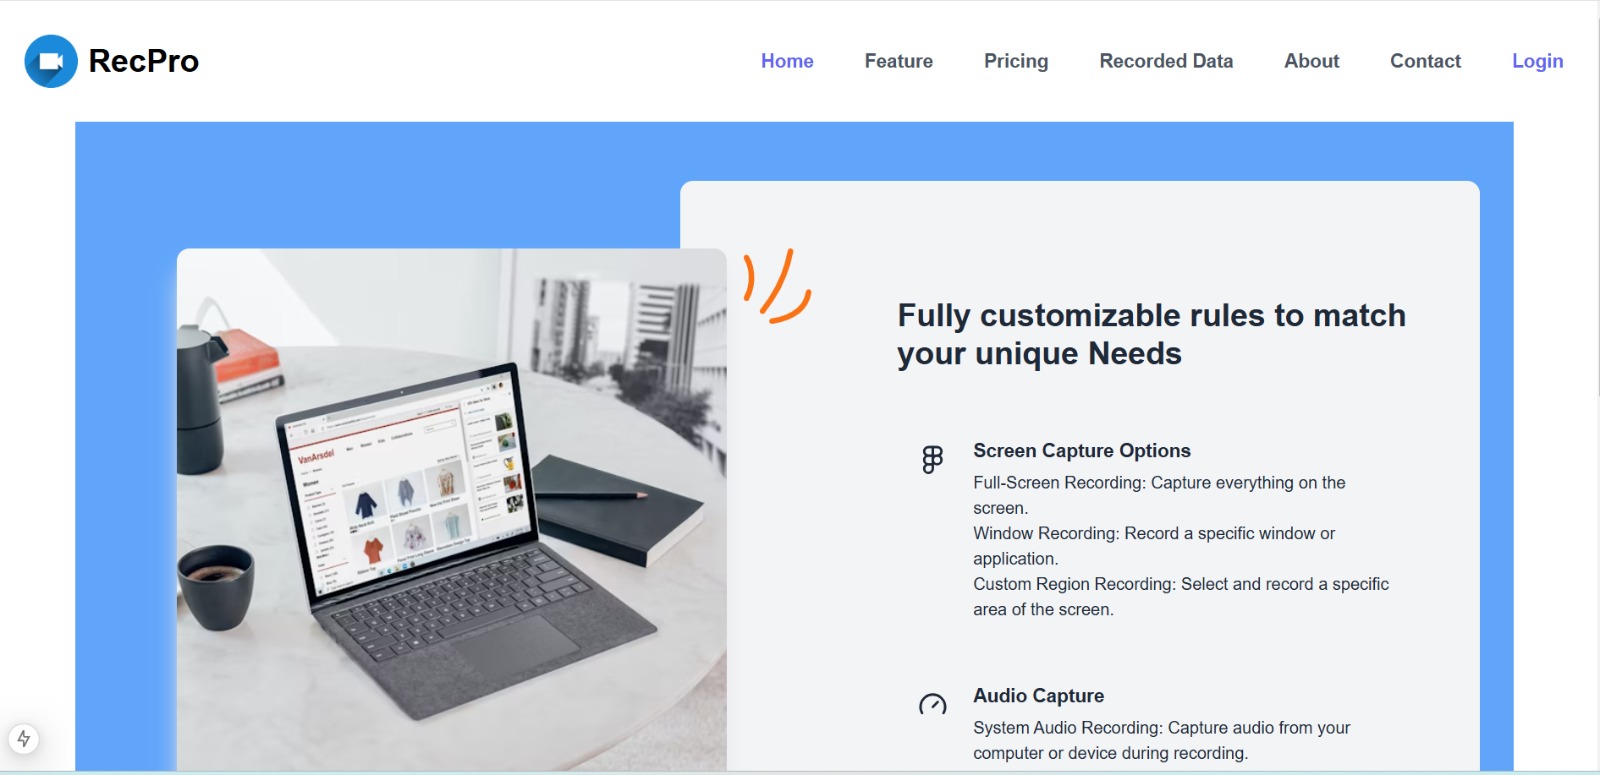 RecPro
Home Feature Pricing Recorded Data About Contact Login
Fully customizable rules to match
your unique Needs
Screen Capture Options
Full-Screen Recording: Capture everything on the
screen.
Window Recording: Record a specific window or
application.
Custom Region Recording: Select and record a specific
area of the screen.
Audio Capture
System Audio Recording: Capture audio from your
computer or device during recording.
VanArsdel
Women